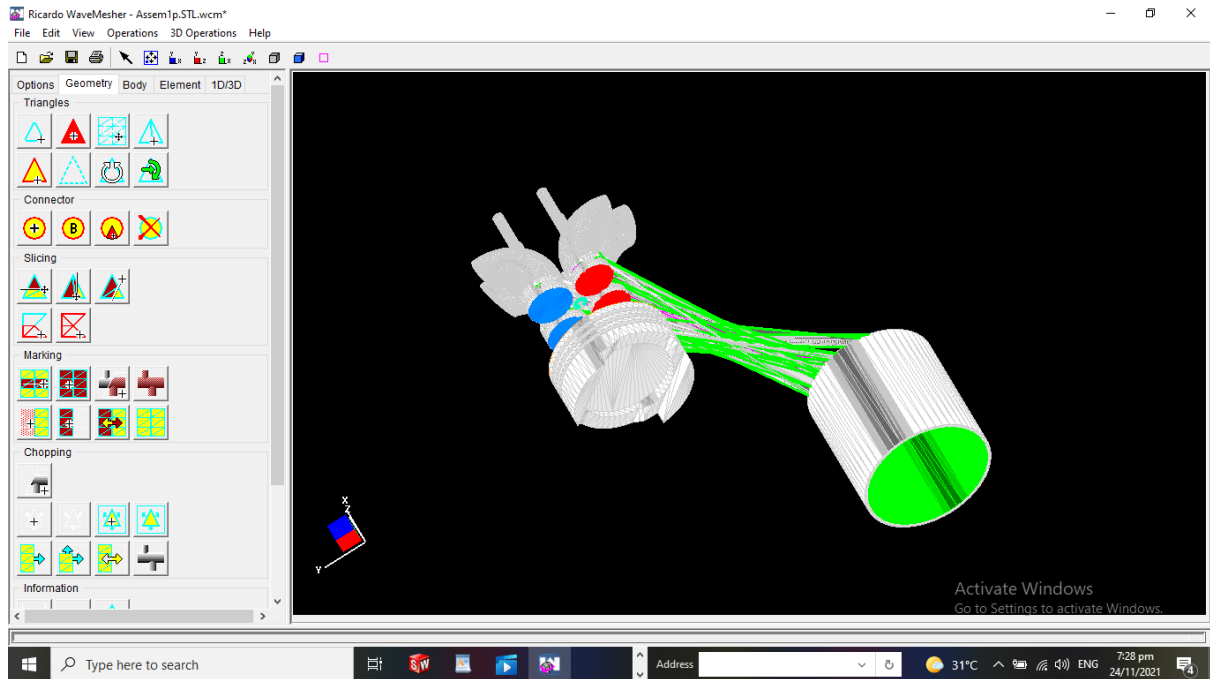 Ricardo WaveMesher - Assem1p.STL.wcm*
File Edit View Operations 3D Operations Help
Options Geometry Body Element 1D/3D
Triangles
Connector
B
Slicing
Marking
Chopping
Information
X
Z
Y
Activate Windows
Go to Settings to activate Windows.
Type here to search
SW
Address
31°C
ENG
7:28 pm
24/11/2021
4